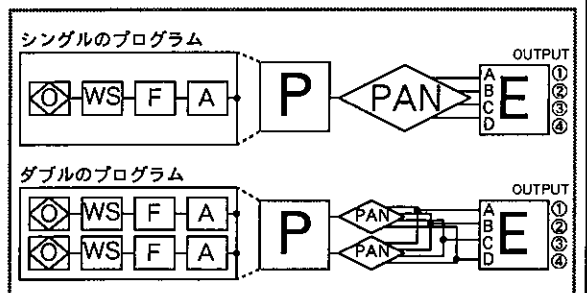 シングルのプログラム
OUTPUT
O WS F A P PAN A B C D E ① ② ③ ④
ダブルのプログラム
OUTPUT
O WS F A P PAN A B C D E ① ② ③ ④
O WS F A PAN